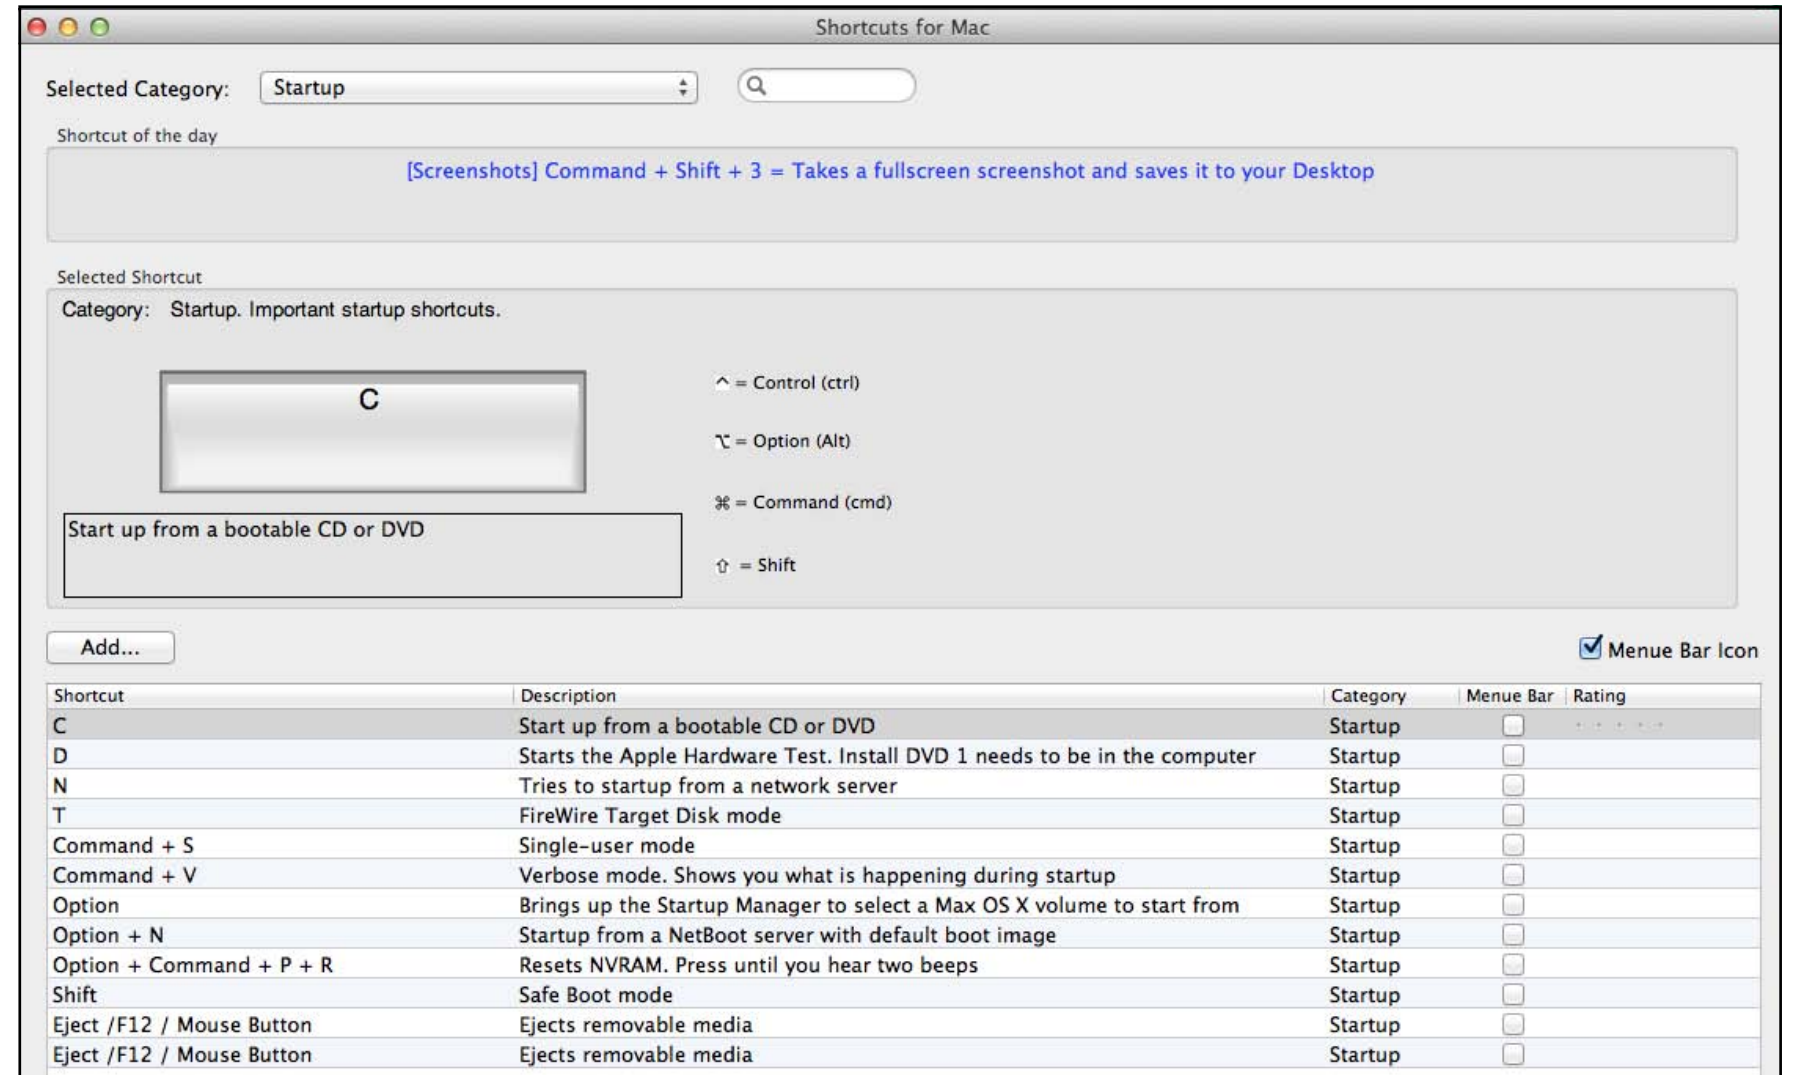 Shortcuts for Mac
Selected Category: Startup
Shortcut of the day
[Screenshots] Command + Shift + 3 = Takes a fullscreen screenshot and saves it to your Desktop
Selected Shortcut
Category: Startup. Important startup shortcuts.
C
^ = Control (ctrl)
⌥ = Option (Alt)
⌘ = Command (cmd)
⇧ = Shift
Start up from a bootable CD or DVD
Add...
Menue Bar Icon
Shortcut Description Category Menue Bar Rating
C Start up from a bootable CD or DVD Startup
D Starts the Apple Hardware Test. Install DVD 1 needs to be in the computer Startup
N Tries to startup from a network server Startup
T FireWire Target Disk mode Startup
Command + S Single-user mode Startup
Command + V Verbose mode. Shows you what is happening during startup Startup
Option Brings up the Startup Manager to select a Max OS X volume to start from Startup
Option + N Startup from a NetBoot server with default boot image Startup
Option + Command + P + R Resets NVRAM. Press until you hear two beeps Startup
Shift Safe Boot mode Startup
Eject /F12 / Mouse Button Ejects removable media Startup
Eject /F12 / Mouse Button Ejects removable media Startup